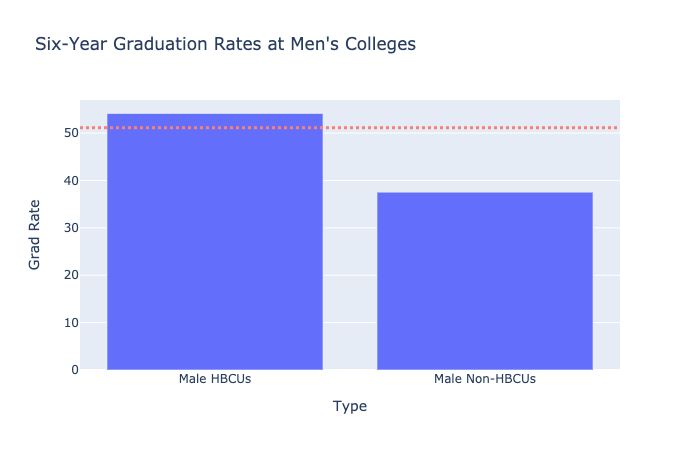 Six-Year Graduation Rates at Men's Colleges
50
40
30
20
10
0
Grad Rate
Male HBCUs
Male Non-HBCUs
Type